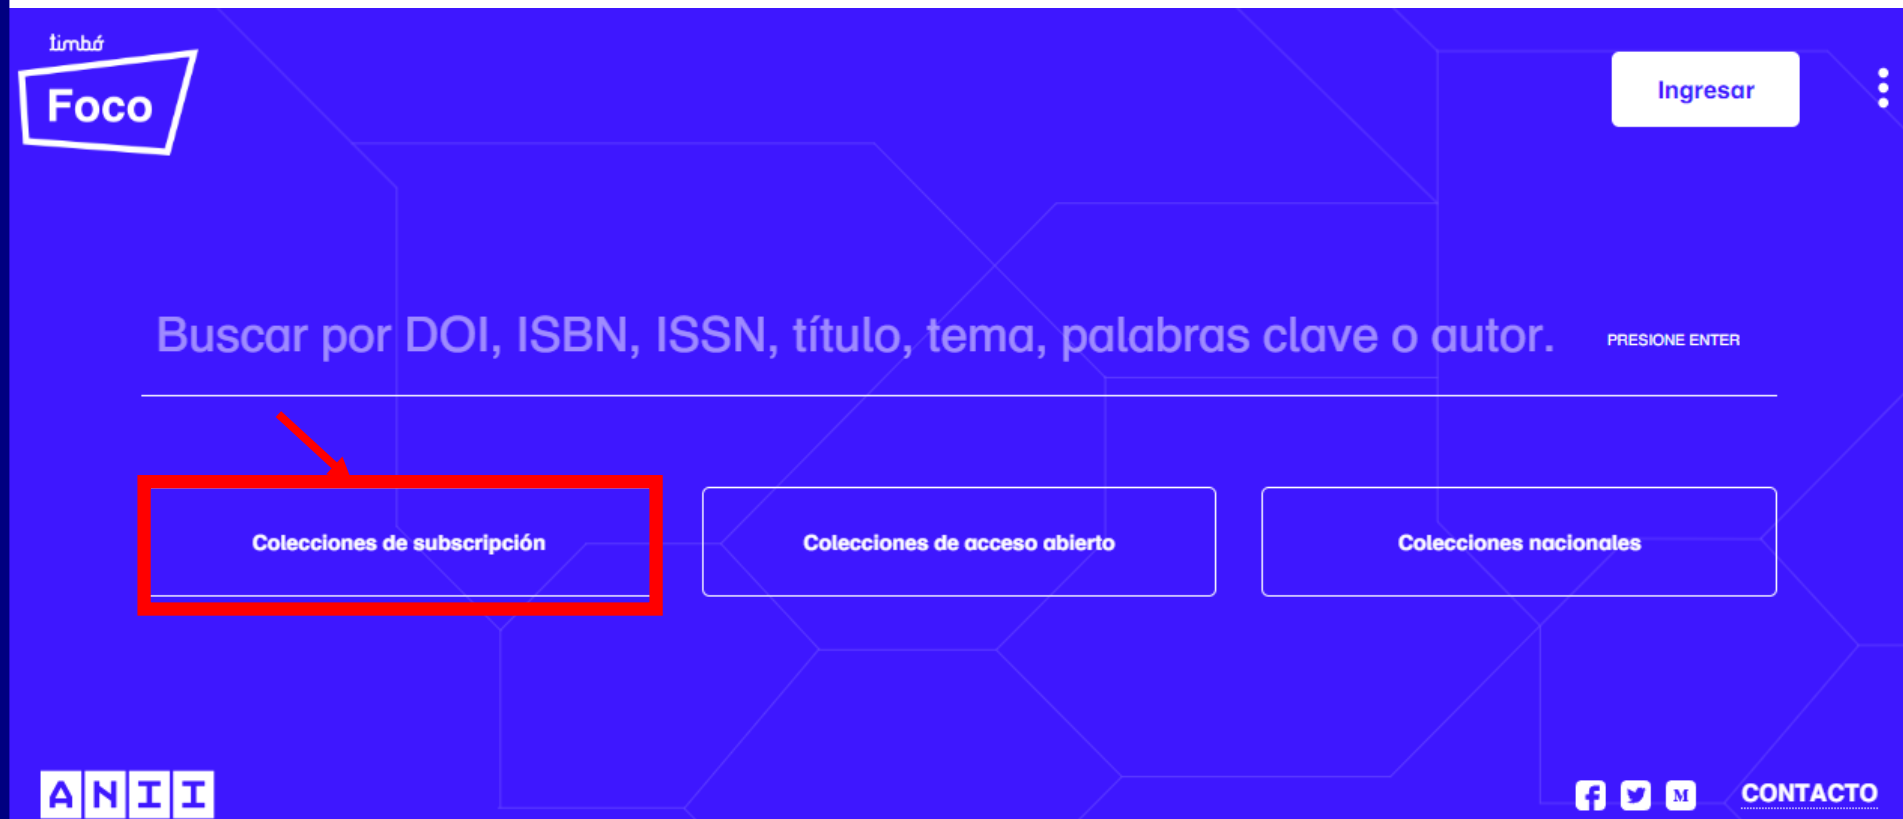 timbó
Foco
Ingresar
Buscar por DOI, ISBN, ISSN, título, tema, palabras clave o autor.
PRESIONE ENTER
Colecciones de subscripción
Colecciones de acceso abierto
Colecciones nacionales
ANII
f
M
CONTACTO